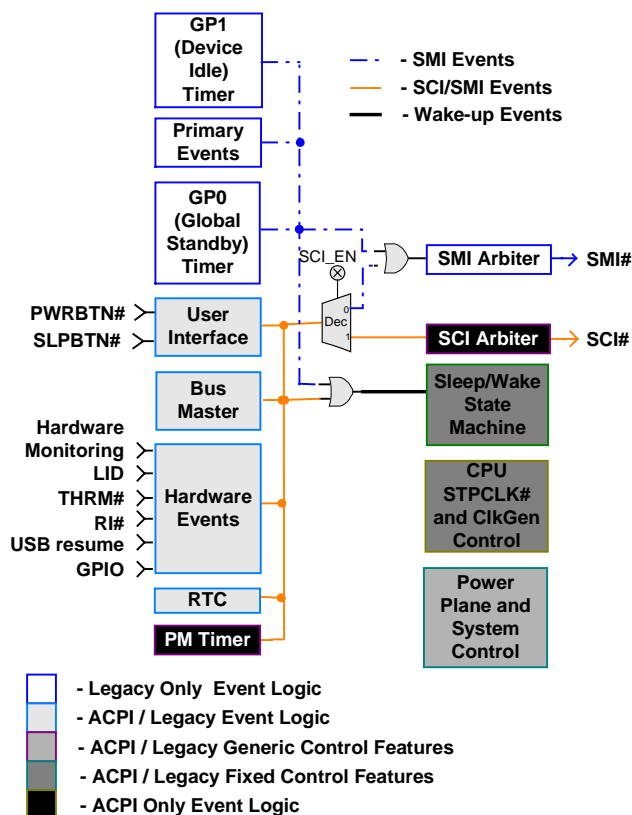 GP1
(Device
Idle)
Timer
- SMI Events
- SCI/SMI Events
- Wake-up Events
Primary
Events
GP0
(Global
Standby)
Timer
SCI_EN
SMI Arbiter
SMI#
PWRBTN#
SLPBTN#
User
Interface
Dec
0
1
SCI Arbiter
SCI#
Bus
Master
Sleep/Wake
State
Machine
Hardware
Monitoring
LID
THRM#
RI#
USB resume
GPIO
Hardware
Events
CPU
STPCLK#
and ClkGen
Control
RTC
PM Timer
Power
Plane and
System
Control
- Legacy Only Event Logic
- ACPI / Legacy Event Logic
- ACPI / Legacy Generic Control Features
- ACPI / Legacy Fixed Control Features
- ACPI Only Event Logic